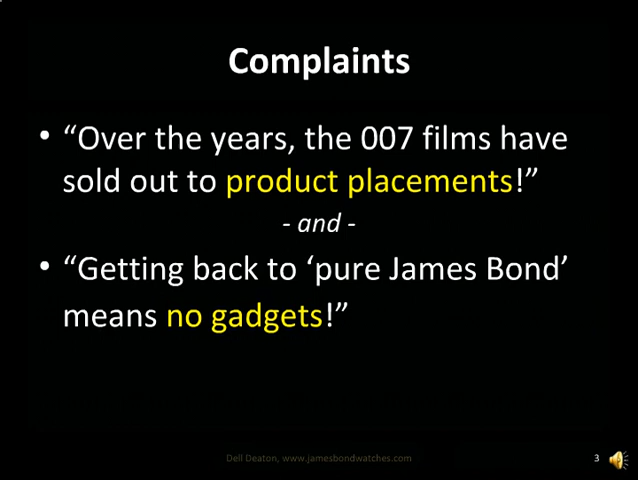 Complaints
• “Over the years, the 007 films have
sold out to product placements!”
- and -
• “Getting back to ‘pure James Bond’
means no gadgets!”
Dell Deaton, www.jamesbondwatches.com
3